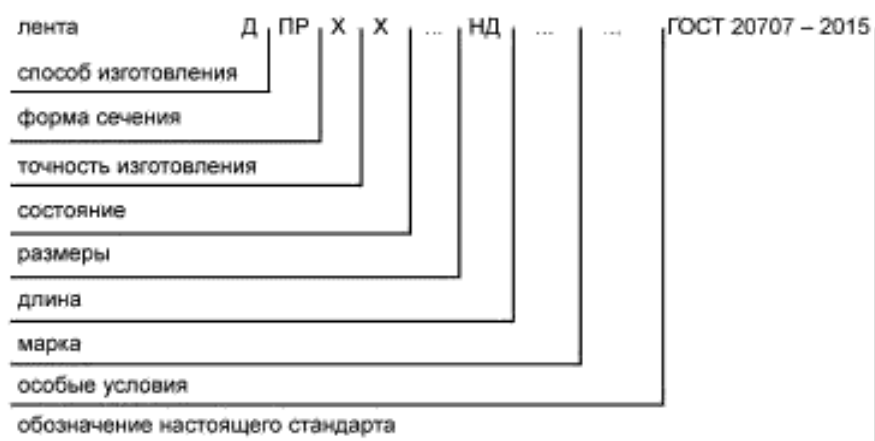 лента Д ПР Х Х ... НД ... ... ГОСТ 20707 – 2015
способ изготовления
форма сечения
точность изготовления
состояние
размеры
длина
марка
особые условия
обозначение настоящего стандарта